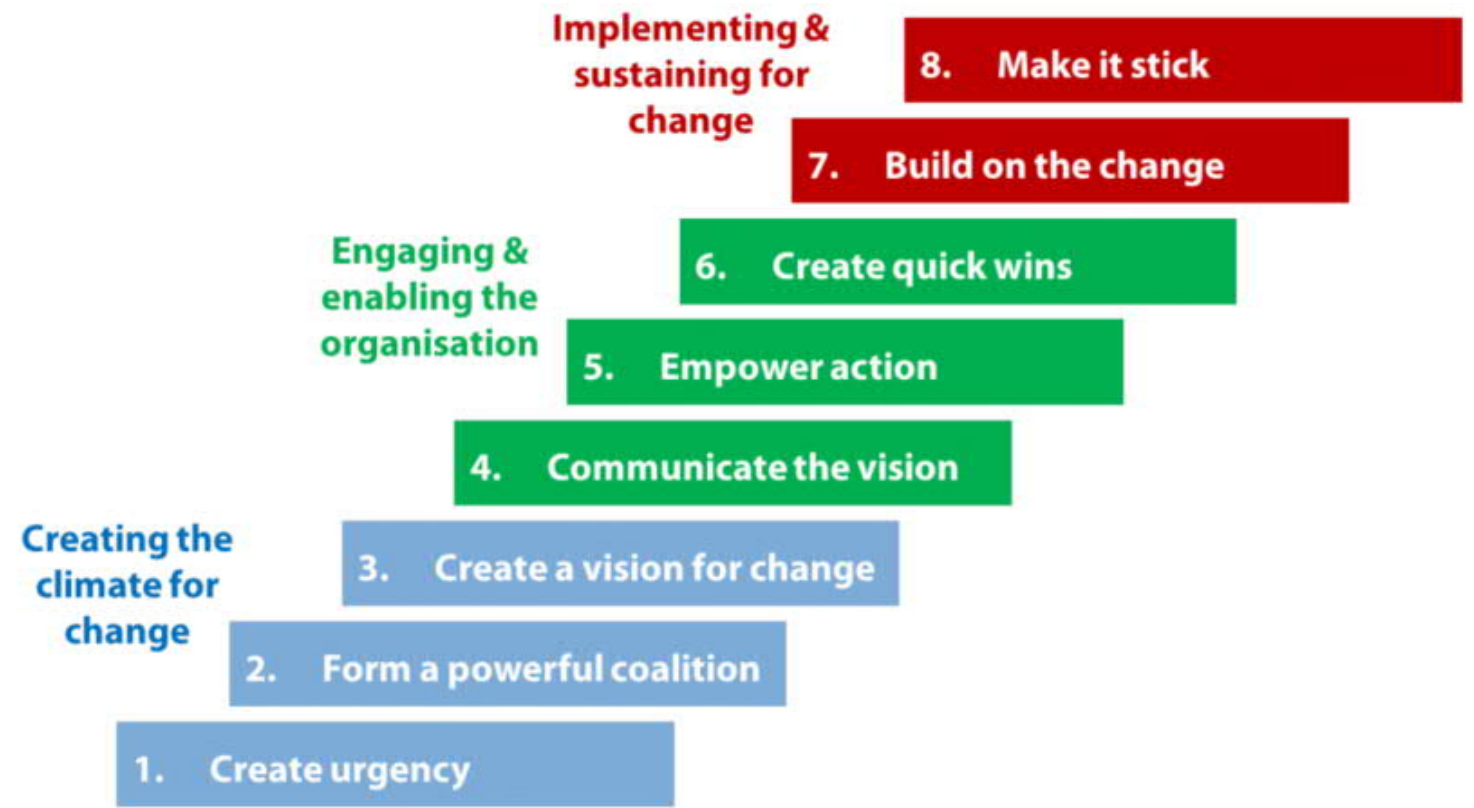 Implementing &
sustaining for
change
8. Make it stick
7. Build on the change
Engaging &
enabling the
organisation
6. Create quick wins
5. Empower action
4. Communicate the vision
Creating the
climate for
change
3. Create a vision for change
2. Form a powerful coalition
1. Create urgency